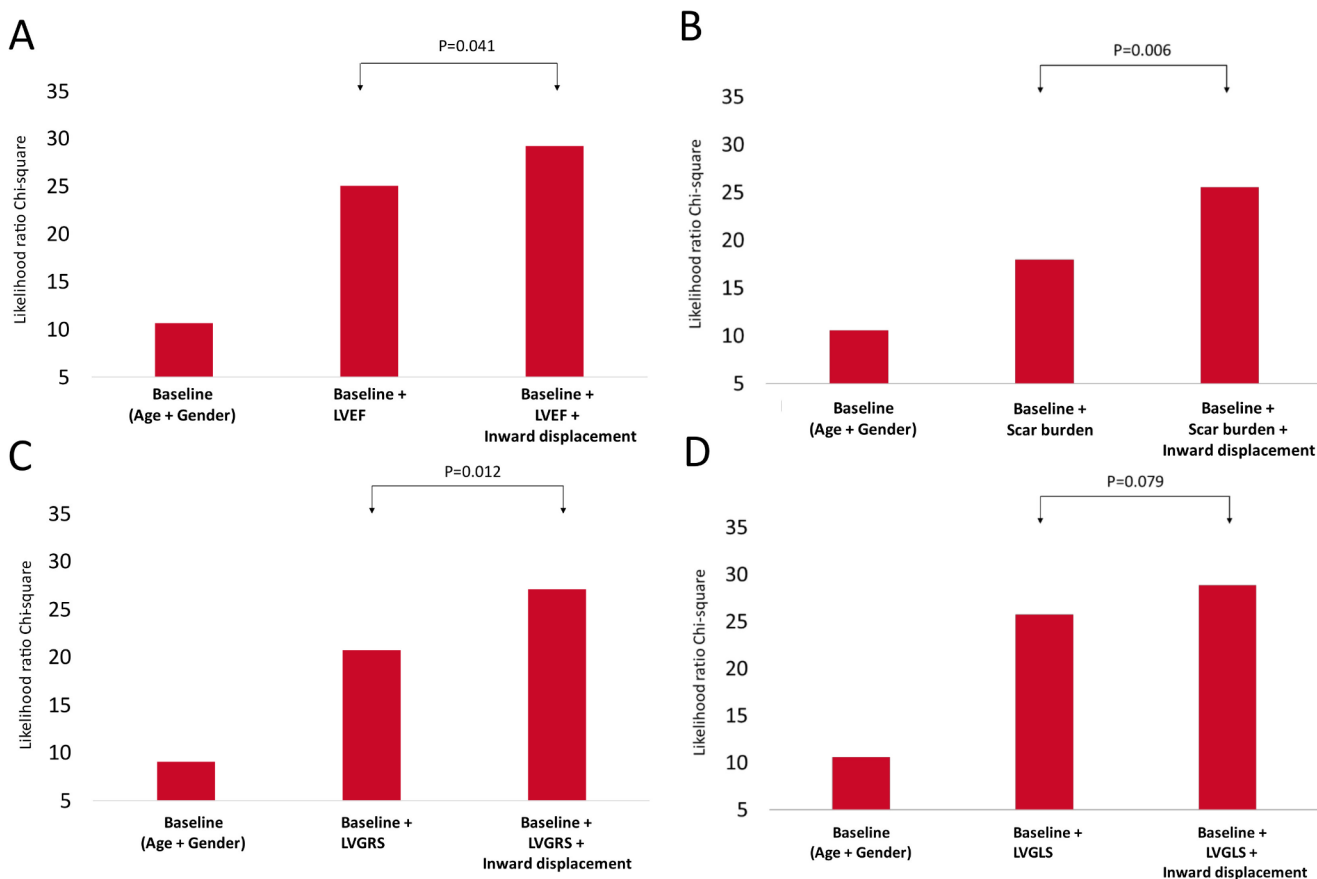 A
P=0.041
Likelihood ratio Chi-square
35
30
25
20
15
10
5
Baseline
(Age + Gender)
Baseline +
LVEF
Baseline +
LVEF +
Inward displacement
B
P=0.006
Likelihood ratio Chi-square
35
30
25
20
15
10
5
Baseline
(Age + Gender)
Baseline +
Scar burden
Baseline +
Scar burden +
Inward displacement
C
P=0.012
Likelihood ratio Chi-square
35
30
25
20
15
10
5
Baseline
(Age + Gender)
Baseline +
LVGRS
Baseline +
LVGRS +
Inward displacement
D
P=0.079
Likelihood ratio Chi-square
35
30
25
20
15
10
5
Baseline
(Age + Gender)
Baseline +
LVGLS
Baseline +
LVGLS +
Inward displacement